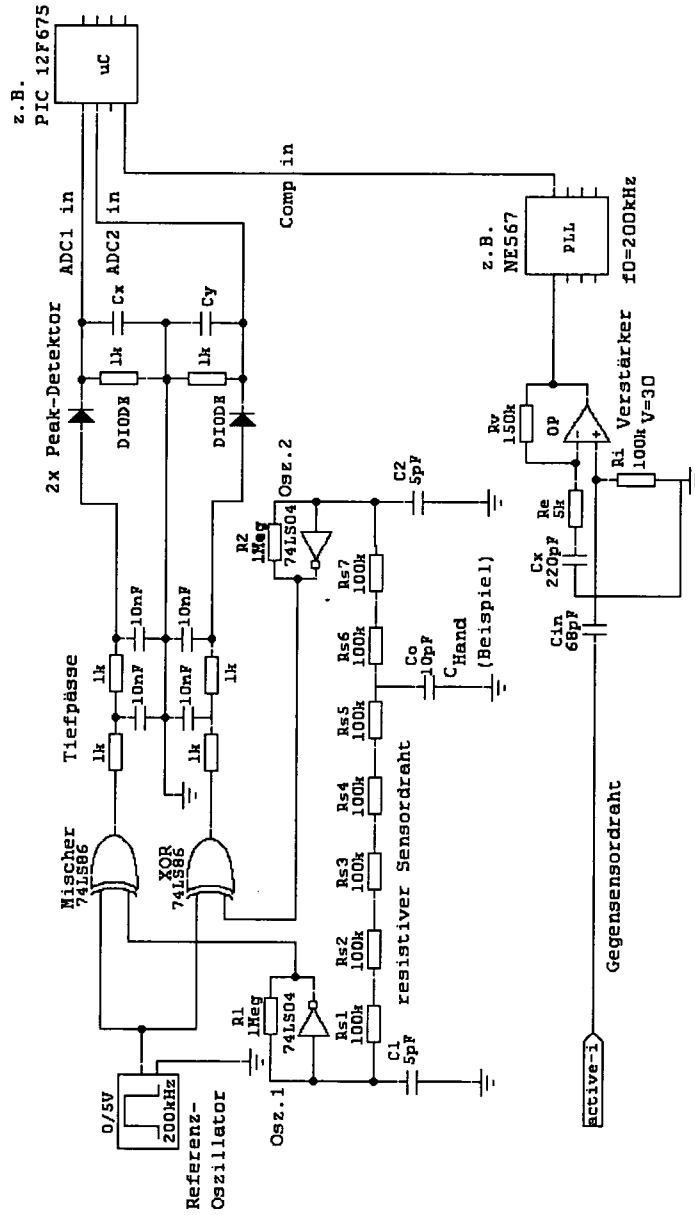 z.B.
PIC 12F675
uC
ADC1 in
ADC2 in
Comp in
2x Peak-Detektor
DIODE
1k
Cx
DIODE
1k
Cy
Tiefpässe
1k
10nF
1k
10nF
1k
10nF
1k
10nF
Mischer
74LS86
XOR
74LS86
0/5V
200kHz
Referenz-
Oszillator
R1
1Meg
74LS04
Osz.1
R2
1Meg
74LS04
Osz.2
C1
5pF
Rs1
100k
Rs2
100k
Rs3
100k
Rs4
100k
Rs5
100k
Rs6
100k
Rs7
100k
C2
5pF
resistiver Sensordraht
Co
10pF
CHand
(Beispiel)
z.B.
NE567
PLL
f0=200kHz
Rv
150k
OP
-
+
Verstärker
V=30
Ri
100k
Re
5k
Cx
220pF
Cin
68pF
Gegensensordraht
active-i